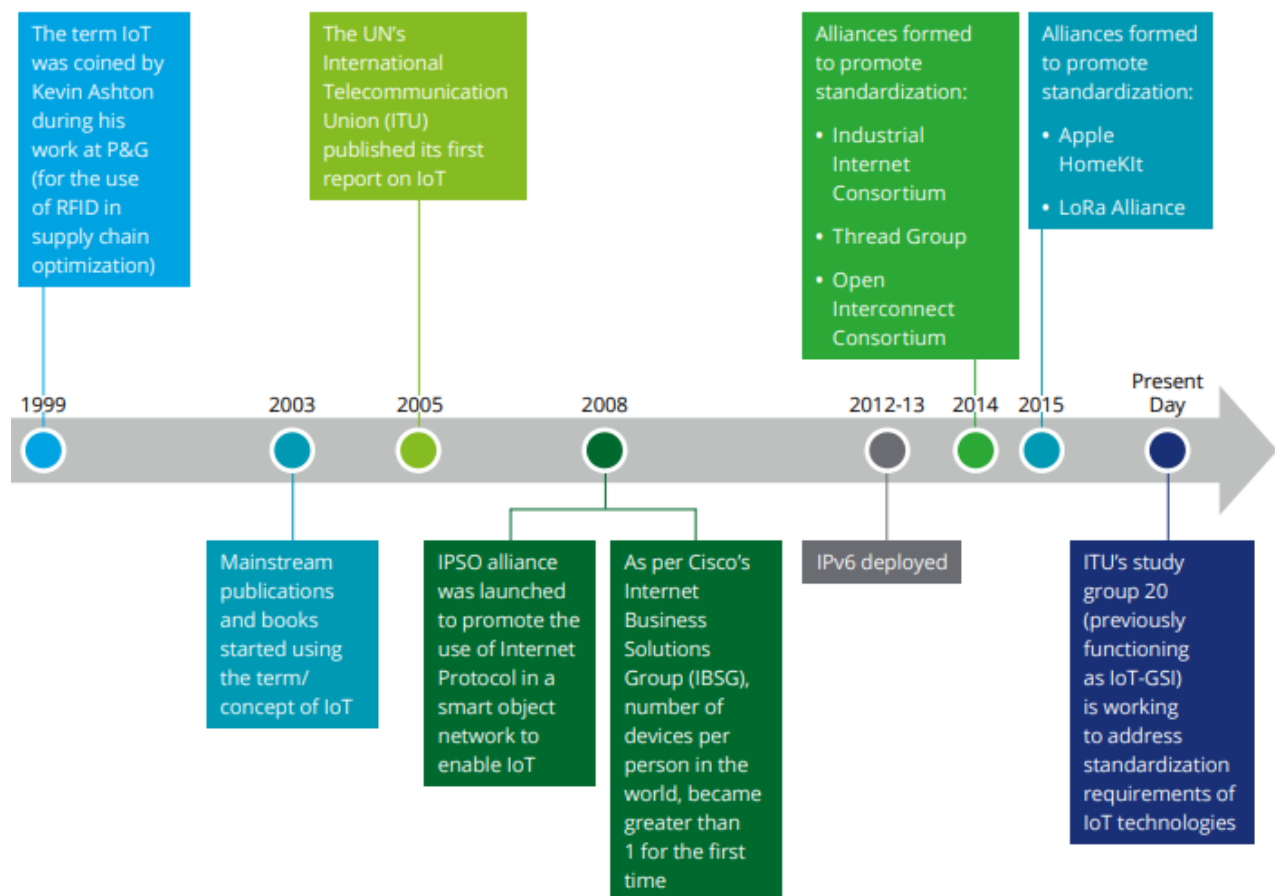 The term IoT
was coined by
Kevin Ashton
during his
work at P&G
(for the use
of RFID in
supply chain
optimization)
The UN's
International
Telecommunication
Union (ITU)
published its first
report on IoT
Alliances formed
to promote
standardization:
• Industrial
Internet
Consortium
• Thread Group
• Open
Interconnect
Consortium
Alliances formed
to promote
standardization:
• Apple
HomeKIt
• LoRa Alliance
1999
2003
2005
2008
2012-13
2014
2015
Present
Day
Mainstream
publications
and books
started using
the term/
concept of IoT
IPSO alliance
was launched
to promote the
use of Internet
Protocol in a
smart object
network to
enable IoT
As per Cisco's
Internet
Business
Solutions
Group (IBSG),
number of
devices per
person in the
world, became
greater than
1 for the first
time
IPv6 deployed
ITU's study
group 20
(previously
functioning
as IoT-GSI)
is working
to address
standardization
requirements of
IoT technologies